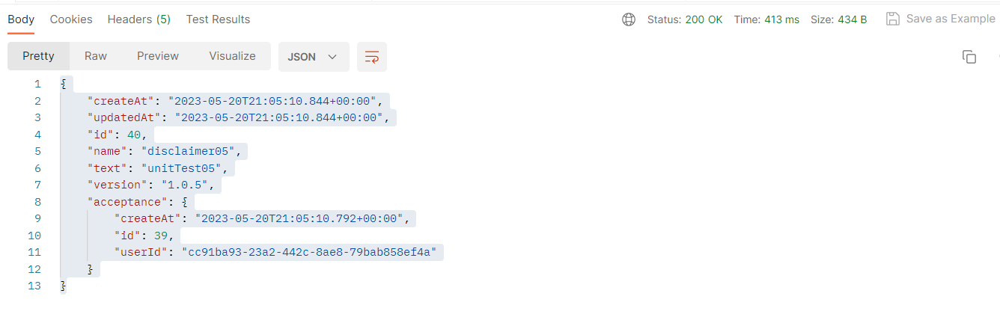 Body Cookies Headers (5) Test Results Status: 200 OK Time: 413 ms Size: 434 B Save as Example
Pretty Raw Preview Visualize JSON
1 {
2 "createAt": "2023-05-20T21:05:10.844+00:00",
3 "updatedAt": "2023-05-20T21:05:10.844+00:00",
4 "id": 40,
5 "name": "disclaimer05",
6 "text": "unitTest05",
7 "version": "1.0.5",
8 "acceptance": {
9 "createAt": "2023-05-20T21:05:10.792+00:00",
10 "id": 39,
11 "userId": "cc91ba93-23a2-442c-8ae8-79bab858ef4a"
12 }
13 }